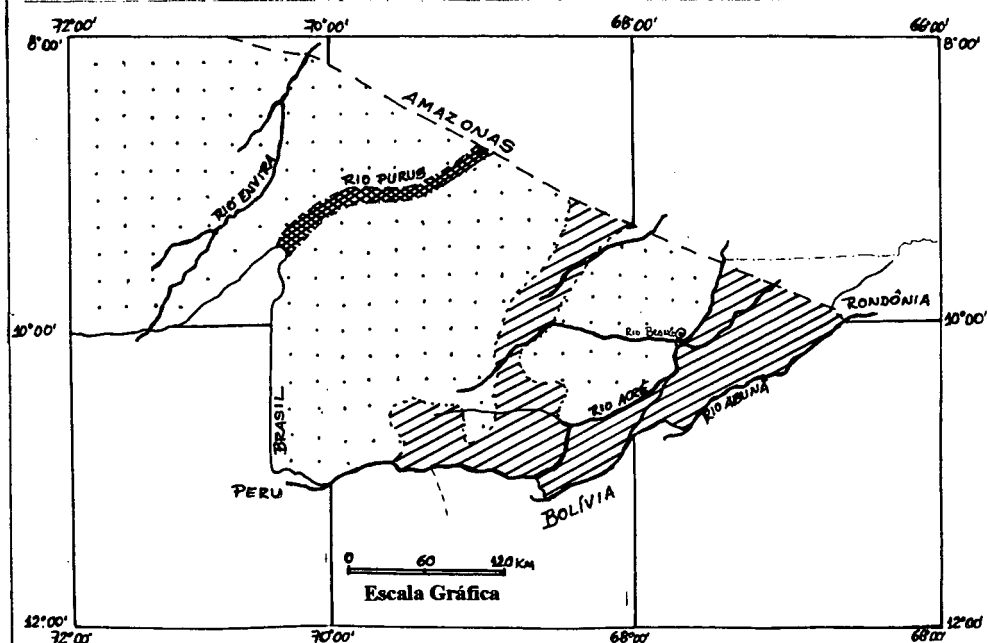 72°00' 70°00' 68°00' 66°00'
8°00' 8°00'
AMAZONAS
RIO PURUS
RIO ENVIRA
RONDÔNIA
10°00' 10°00'
RIO BRANCO
RIO ACRE
RIO ABUNÃ
BRASIL
PERU
BOLÍVIA
0 60 120 KM
Escala Gráfica
12°00' 12°00'
72°00' 70°00' 68°00' 68°00'